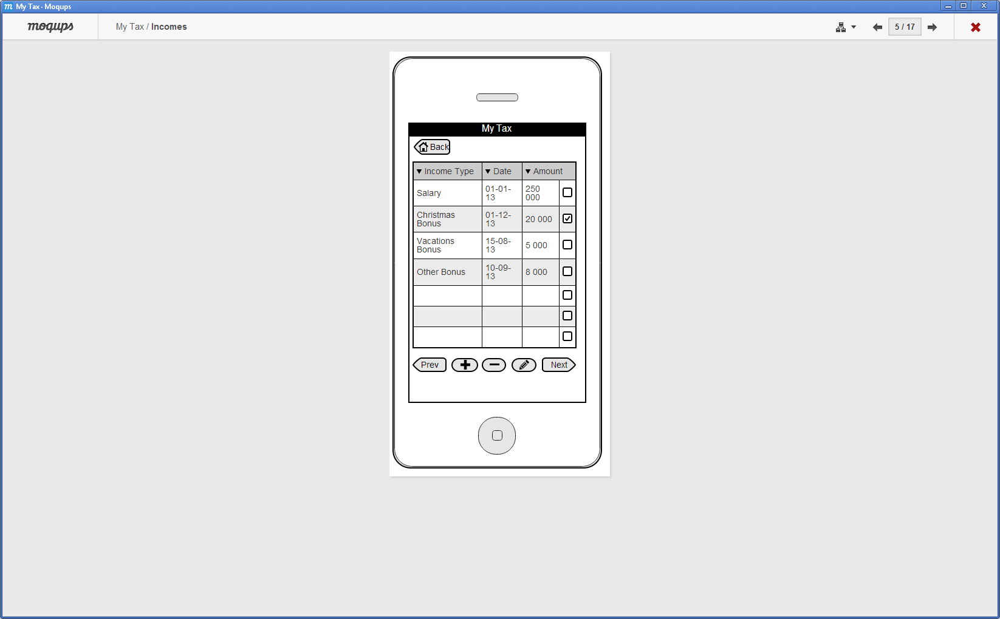 My Tax · Moqups
moqups
My Tax / Incomes
5 / 17
My Tax
Back
Income Type Date Amount
Salary 01-01-13 250 000
Christmas Bonus 01-12-13 20 000
Vacations Bonus 15-08-13 5 000
Other Bonus 10-09-13 8 000
Prev Next